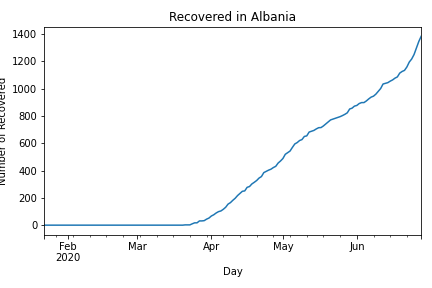 Recovered in Albania
Number of Recovered
1400
1200
1000
800
600
400
200
0
Feb
2020
Mar
Apr
May
Jun
Day